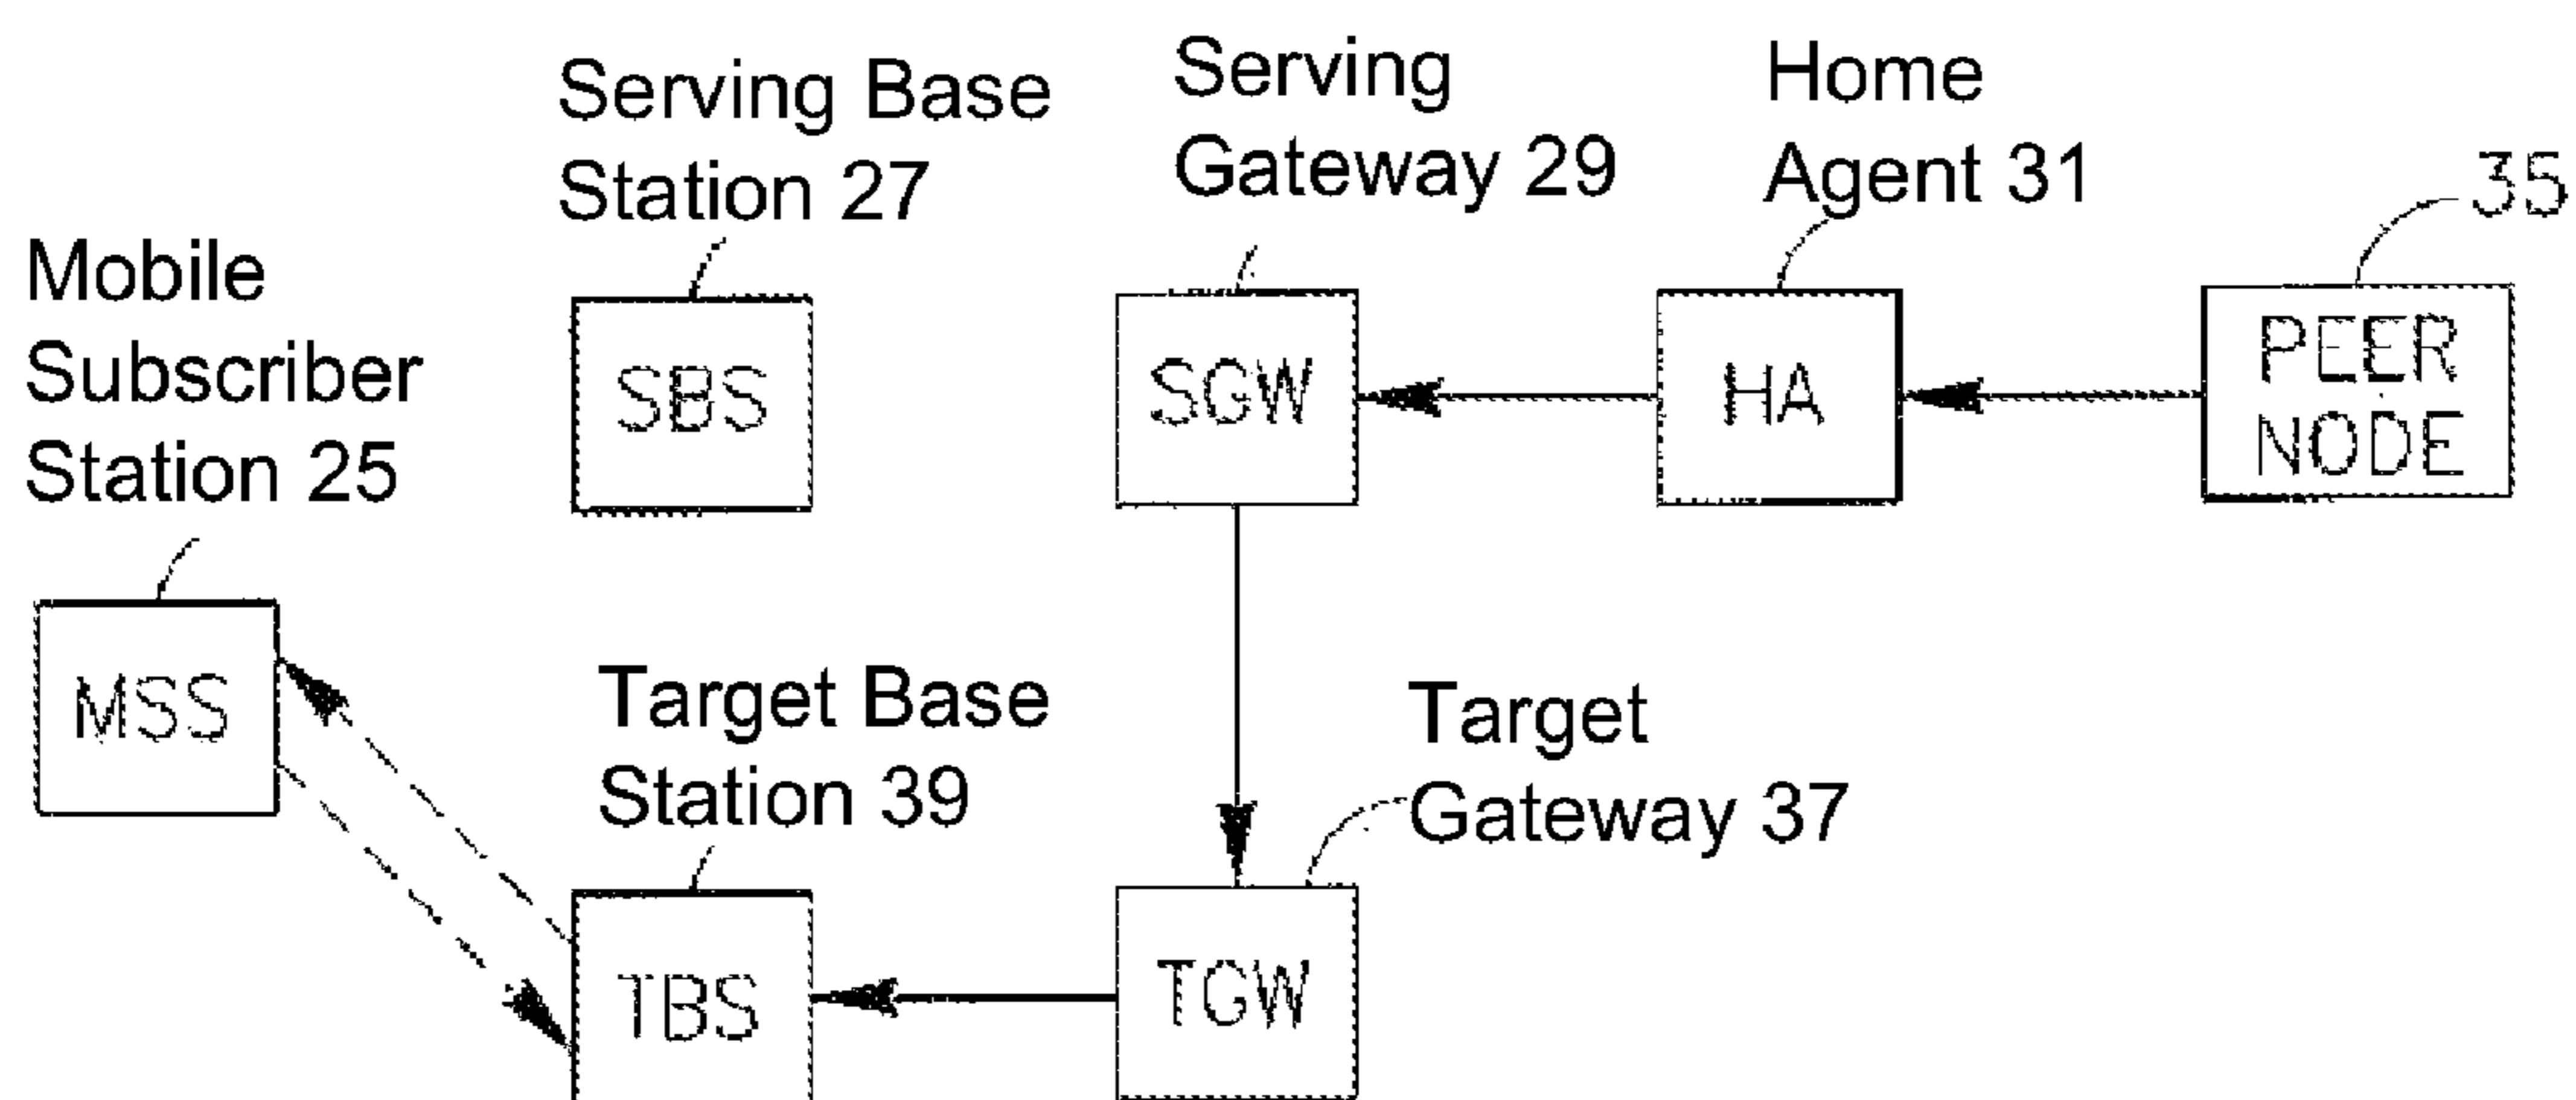 Serving Base
Station 27
Serving
Gateway 29
Home
Agent 31
35
Mobile
Subscriber
Station 25
SBS
SGW
HA
PEER
NODE
MSS
Target Base
Station 39
Target
Gateway 37
TBS
TGW